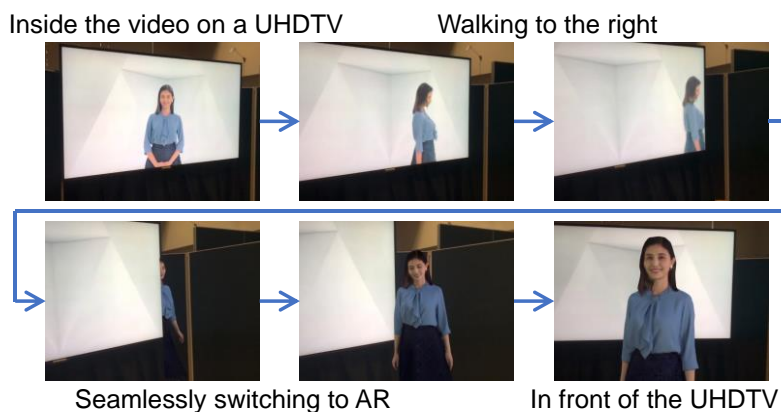 Inside the video on a UHDTV
Walking to the right
Seamlessly switching to AR
In front of the UHDTV